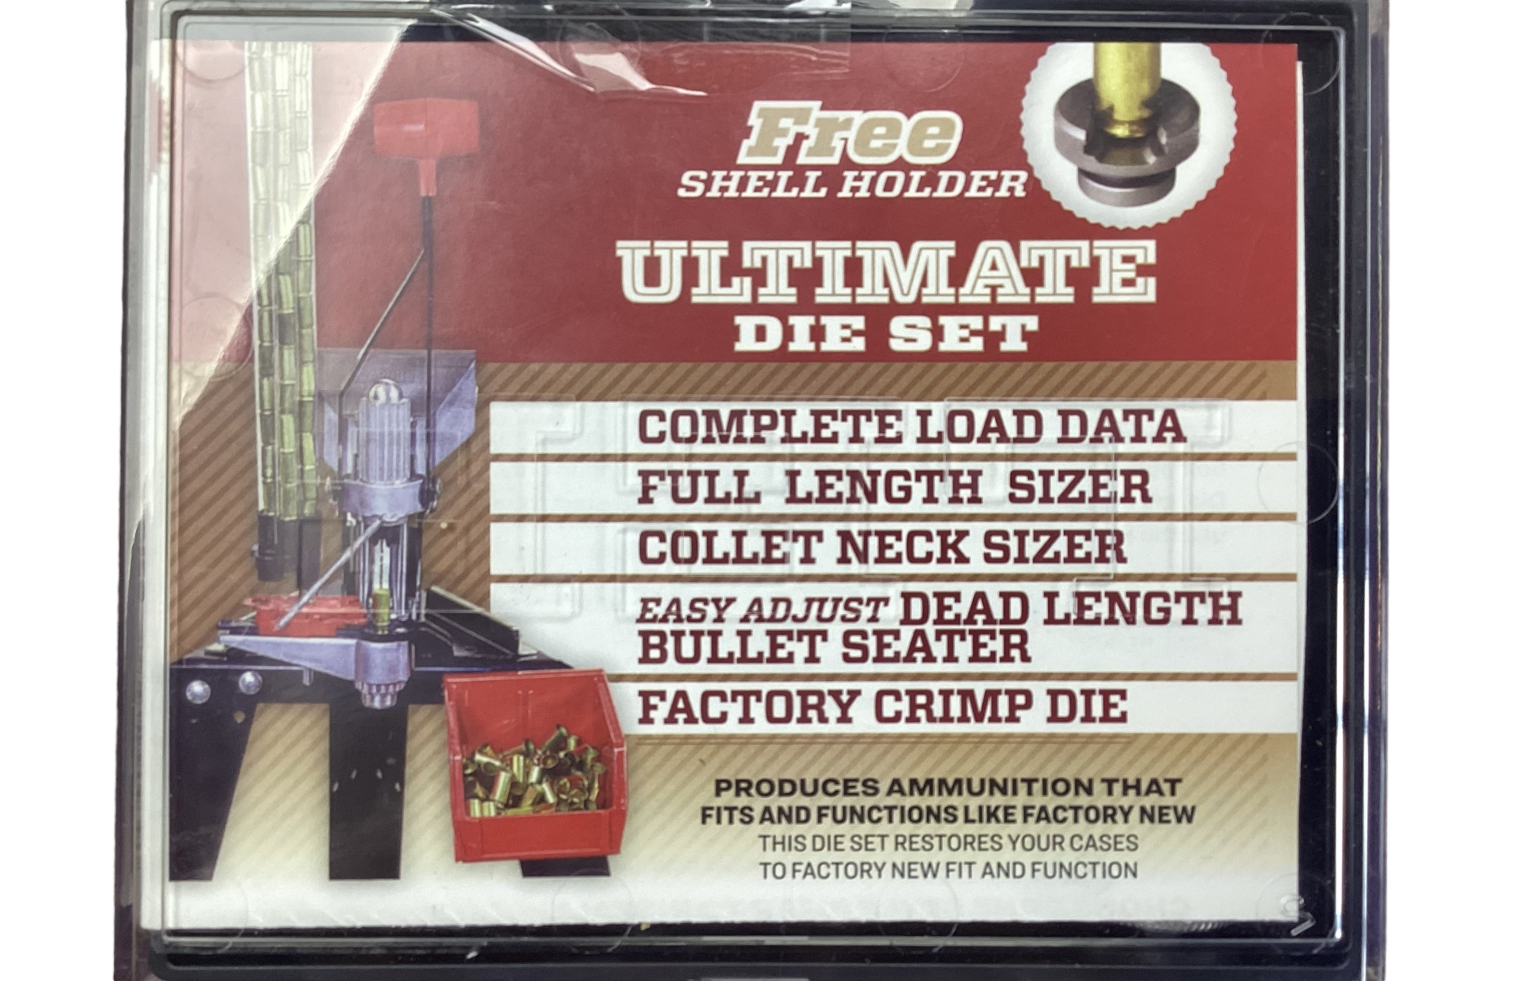 Free
SHELL HOLDER
ULTIMATE
DIE SET
COMPLETE LOAD DATA
FULL LENGTH SIZER
COLLET NECK SIZER
EASY ADJUST DEAD LENGTH
BULLET SEATER
FACTORY CRIMP DIE
PRODUCES AMMUNITION THAT
FITS AND FUNCTIONS LIKE FACTORY NEW
THIS DIE SET RESTORES YOUR CASES
TO FACTORY NEW FIT AND FUNCTION